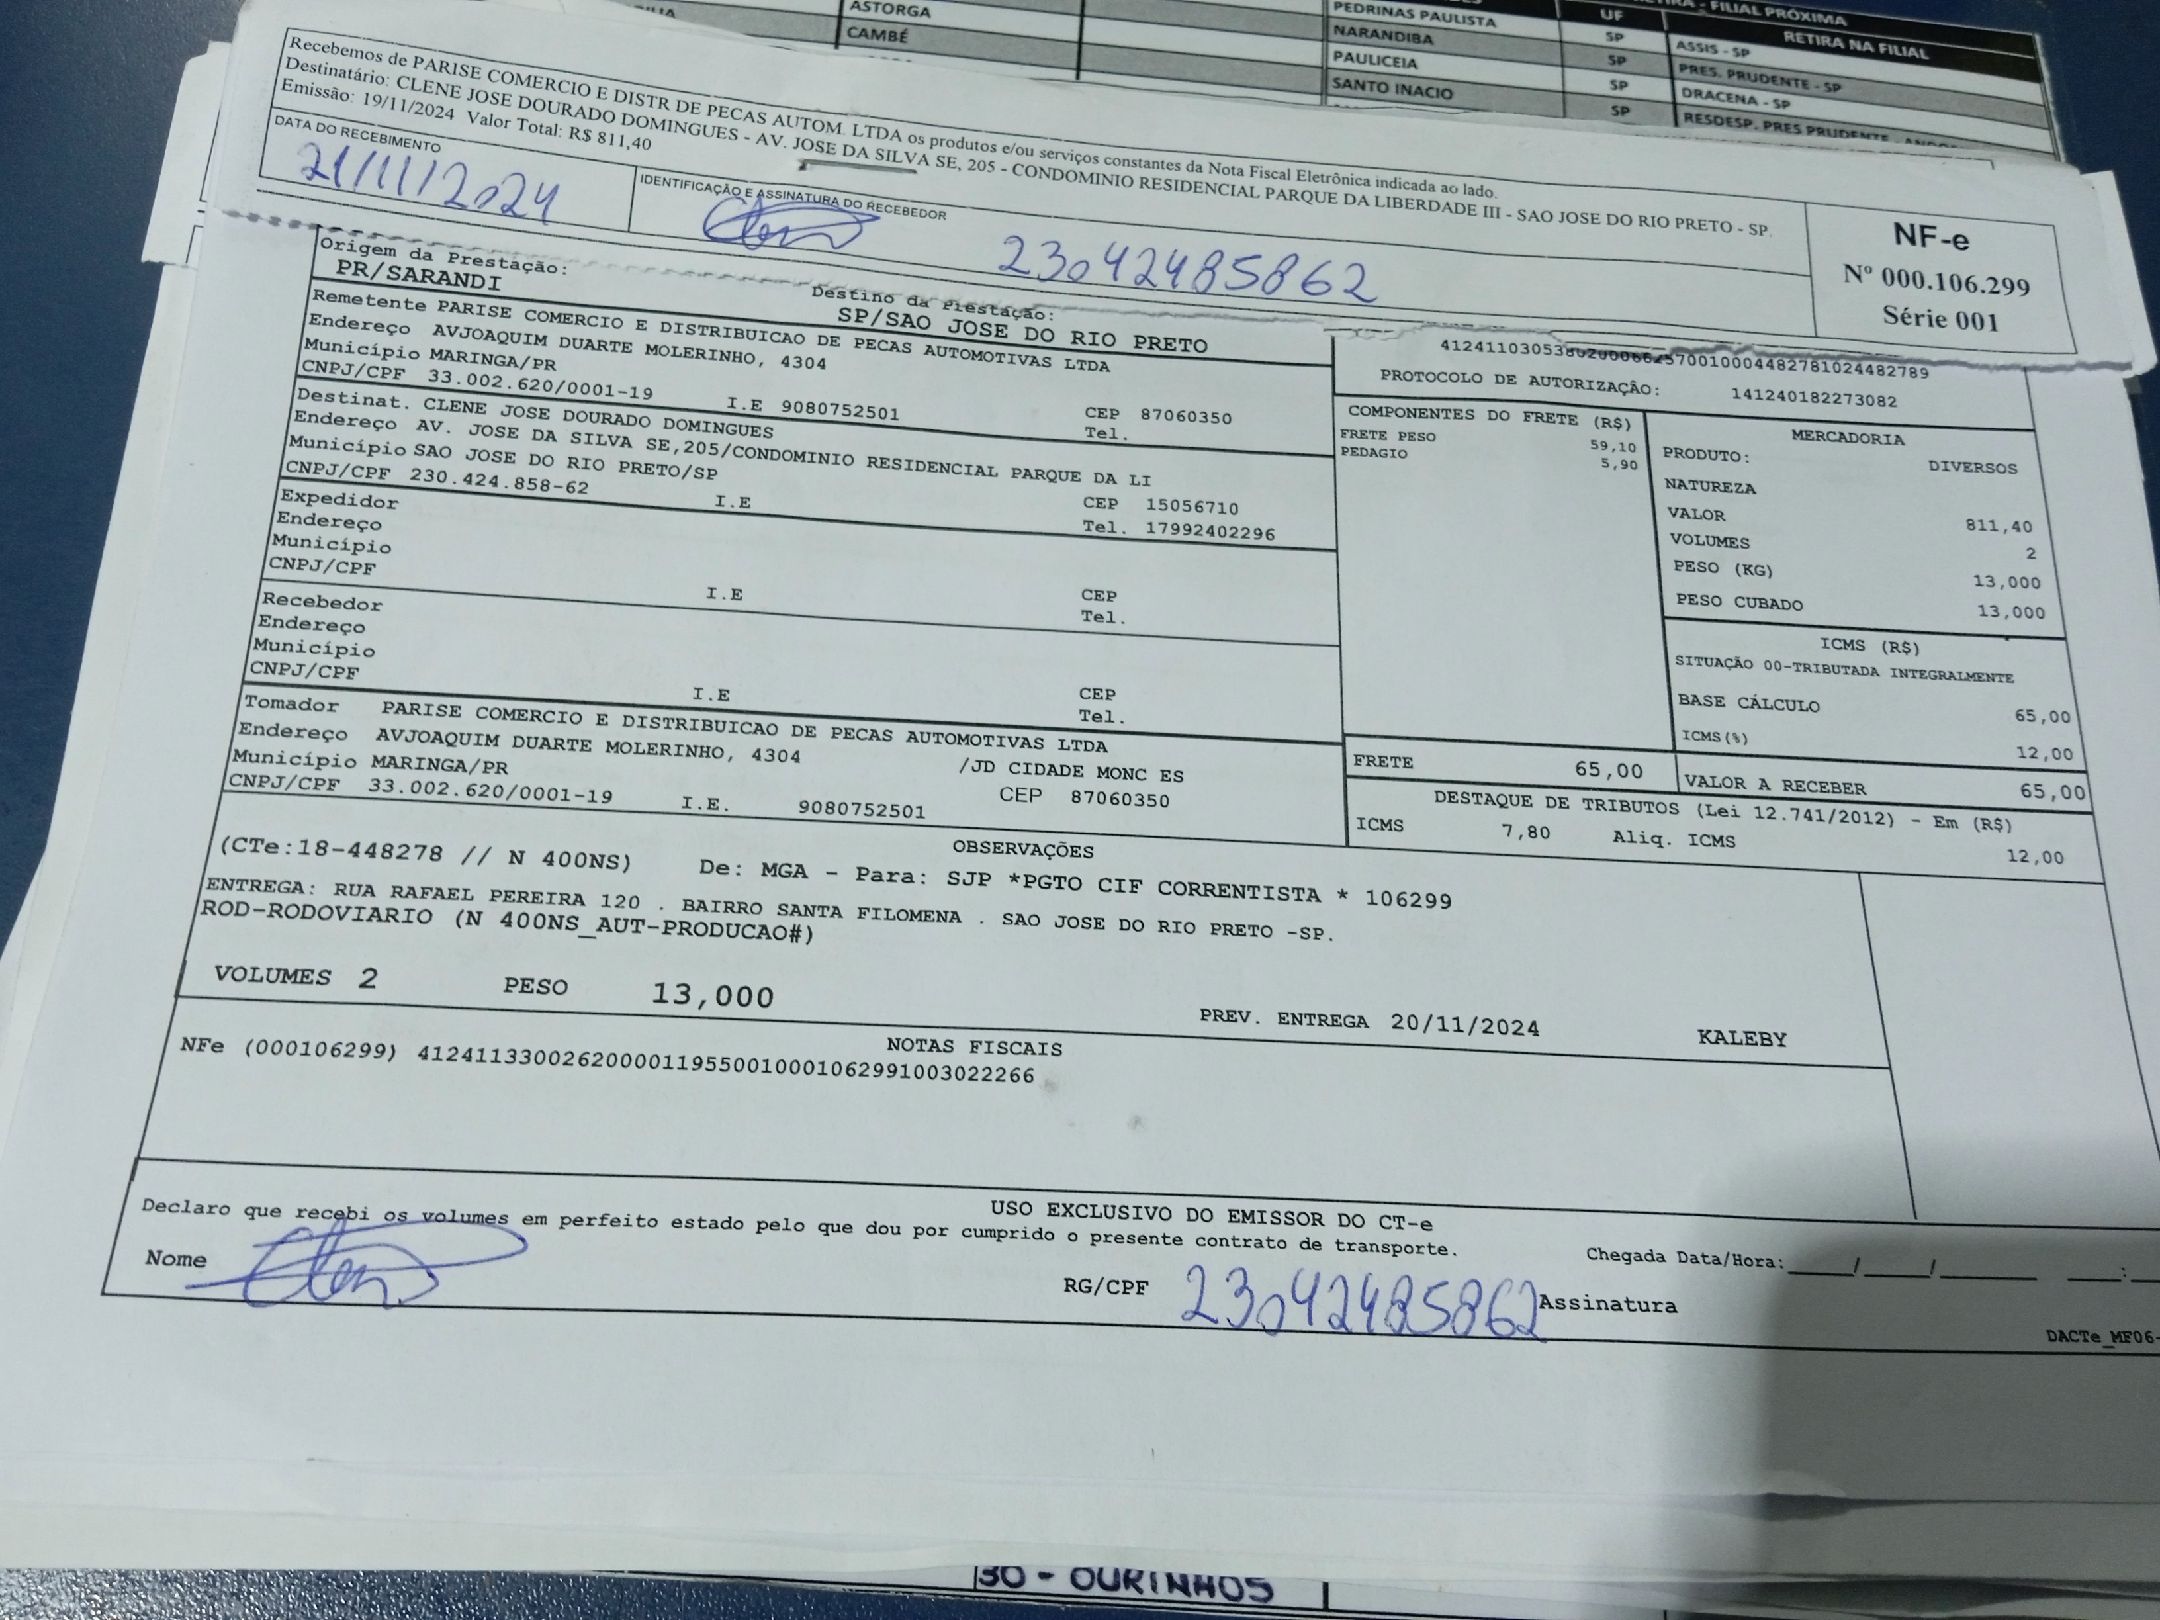 ASTORGA
CAMBÉ
PEDRINAS PAULISTA
NARANDIBA
PAULICEIA
SANTO INACIO
UF
SP
SP
SP
SP
FILIAL PRÓXIMA
RETIRA NA FILIAL
ASSIS - SP
PRES. PRUDENTE - SP
DRACENA - SP
RESDESP. PRES PRUDENTE
Recebemos de PARISE COMERCIO E DISTR DE PECAS AUTOM. LTDA os produtos e/ou serviços constantes da Nota Fiscal Eletrônica indicada ao lado.
Destinatário: CLENE JOSE DOURADO DOMINGUES - AV. JOSE DA SILVA SE, 205 - CONDOMINIO RESIDENCIAL PARQUE DA LIBERDADE III - SAO JOSE DO RIO PRETO - SP.
Emissão: 19/11/2024 Valor Total: R$ 811,40
DATA DO RECEBIMENTO
21/11/2024
IDENTIFICAÇÃO E ASSINATURA DO RECEBEDOR
23042485862
NF-e
Nº 000.106.299
Série 001
Origem da Prestação:
PR/SARANDI
Destino da Prestação:
SP/SAO JOSE DO RIO PRETO
Remetente PARISE COMERCIO E DISTRIBUICAO DE PECAS AUTOMOTIVAS LTDA
Endereço AVJOAQUIM DUARTE MOLERINHO, 4304
Município MARINGA/PR
CNPJ/CPF 33.002.620/0001-19 I.E 9080752501 CEP 87060350
Tel.
Destinat. CLENE JOSE DOURADO DOMINGUES
Endereço AV. JOSE DA SILVA SE,205/CONDOMINIO RESIDENCIAL PARQUE DA LI
Município SAO JOSE DO RIO PRETO/SP
CNPJ/CPF 230.424.858-62 I.E CEP 15056710
Tel. 17992402296
Expedidor
Endereço
Município
CNPJ/CPF I.E CEP
Tel.
Recebedor
Endereço
Município
CNPJ/CPF I.E CEP
Tel.
Tomador PARISE COMERCIO E DISTRIBUICAO DE PECAS AUTOMOTIVAS LTDA
Endereço AVJOAQUIM DUARTE MOLERINHO, 4304 /JD CIDADE MONC ES
Município MARINGA/PR CEP 87060350
CNPJ/CPF 33.002.620/0001-19 I.E. 9080752501
PROTOCOLO DE AUTORIZAÇÃO: 141240182273082
COMPONENTES DO FRETE (R$)
FRETE PESO 59,10
PEDAGIO 5,90
MERCADORIA
PRODUTO: DIVERSOS
NATUREZA
VALOR 811,40
VOLUMES 2
PESO (KG) 13,000
PESO CUBADO 13,000
ICMS (R$)
SITUAÇÃO 00-TRIBUTADA INTEGRALMENTE
BASE CÁLCULO 65,00
ICMS(%) 12,00
FRETE 65,00
VALOR A RECEBER 65,00
DESTAQUE DE TRIBUTOS (Lei 12.741/2012) - Em (R$)
ICMS 7,80 Aliq. ICMS 12,00
OBSERVAÇÕES
(CTe:18-448278 // N 400NS) De: MGA - Para: SJP *PGTO CIF CORRENTISTA * 106299
ENTREGA: RUA RAFAEL PEREIRA 120 . BAIRRO SANTA FILOMENA . SAO JOSE DO RIO PRETO -SP.
ROD-RODOVIARIO (N 400NS_AUT-PRODUCAO#)
VOLUMES 2 PESO 13,000
PREV. ENTREGA 20/11/2024 KALEBY
NOTAS FISCAIS
NFe (000106299) 41241133002620000119550010001062991003022266
USO EXCLUSIVO DO EMISSOR DO CT-e
Declaro que recebi os volumes em perfeito estado pelo que dou por cumprido o presente contrato de transporte.
Chegada Data/Hora:____/____/______ ___:
Nome
RG/CPF 23042485862
Assinatura
DACTe_MF06-
30 - OURINHOS